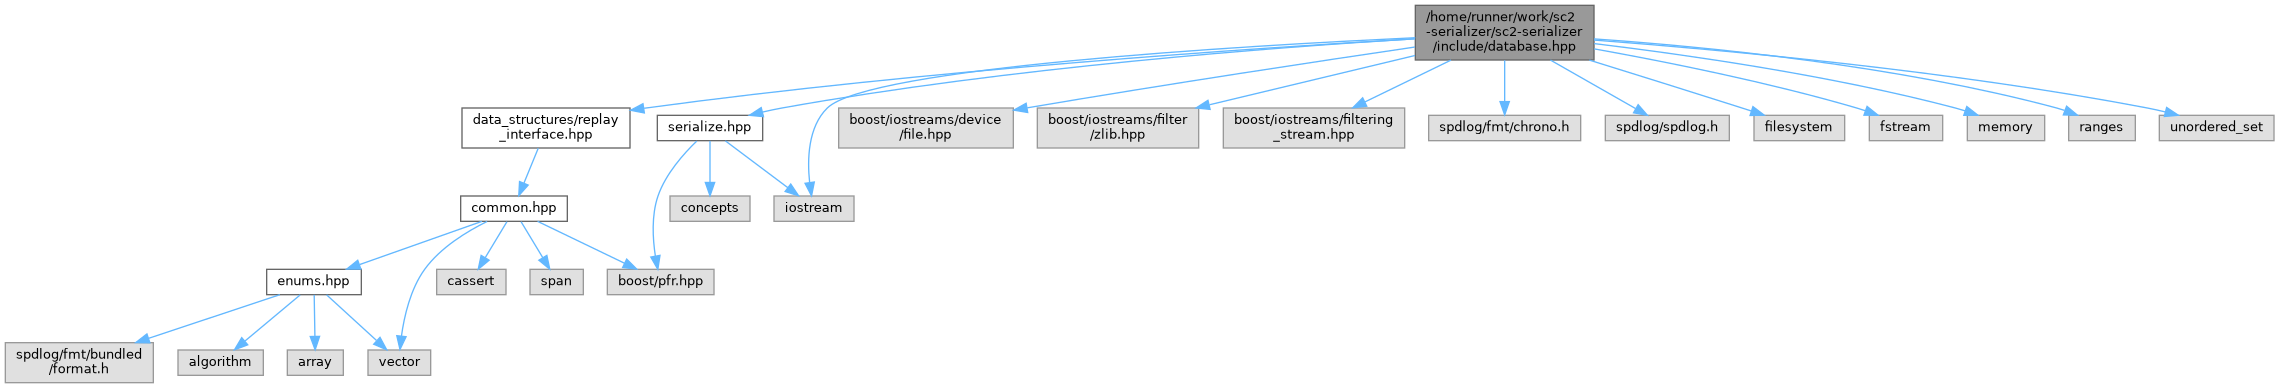 /home/runner/work/sc2
-serializer/sc2-serializer
/include/database.hpp
data_structures/replay
_interface.hpp
serialize.hpp
boost/iostreams/device
/file.hpp
boost/iostreams/filter
/zlib.hpp
boost/iostreams/filtering
_stream.hpp
spdlog/fmt/chrono.h
spdlog/spdlog.h
filesystem
fstream
memory
ranges
unordered_set
common.hpp
concepts
iostream
enums.hpp
cassert
span
boost/pfr.hpp
spdlog/fmt/bundled
/format.h
algorithm
array
vector